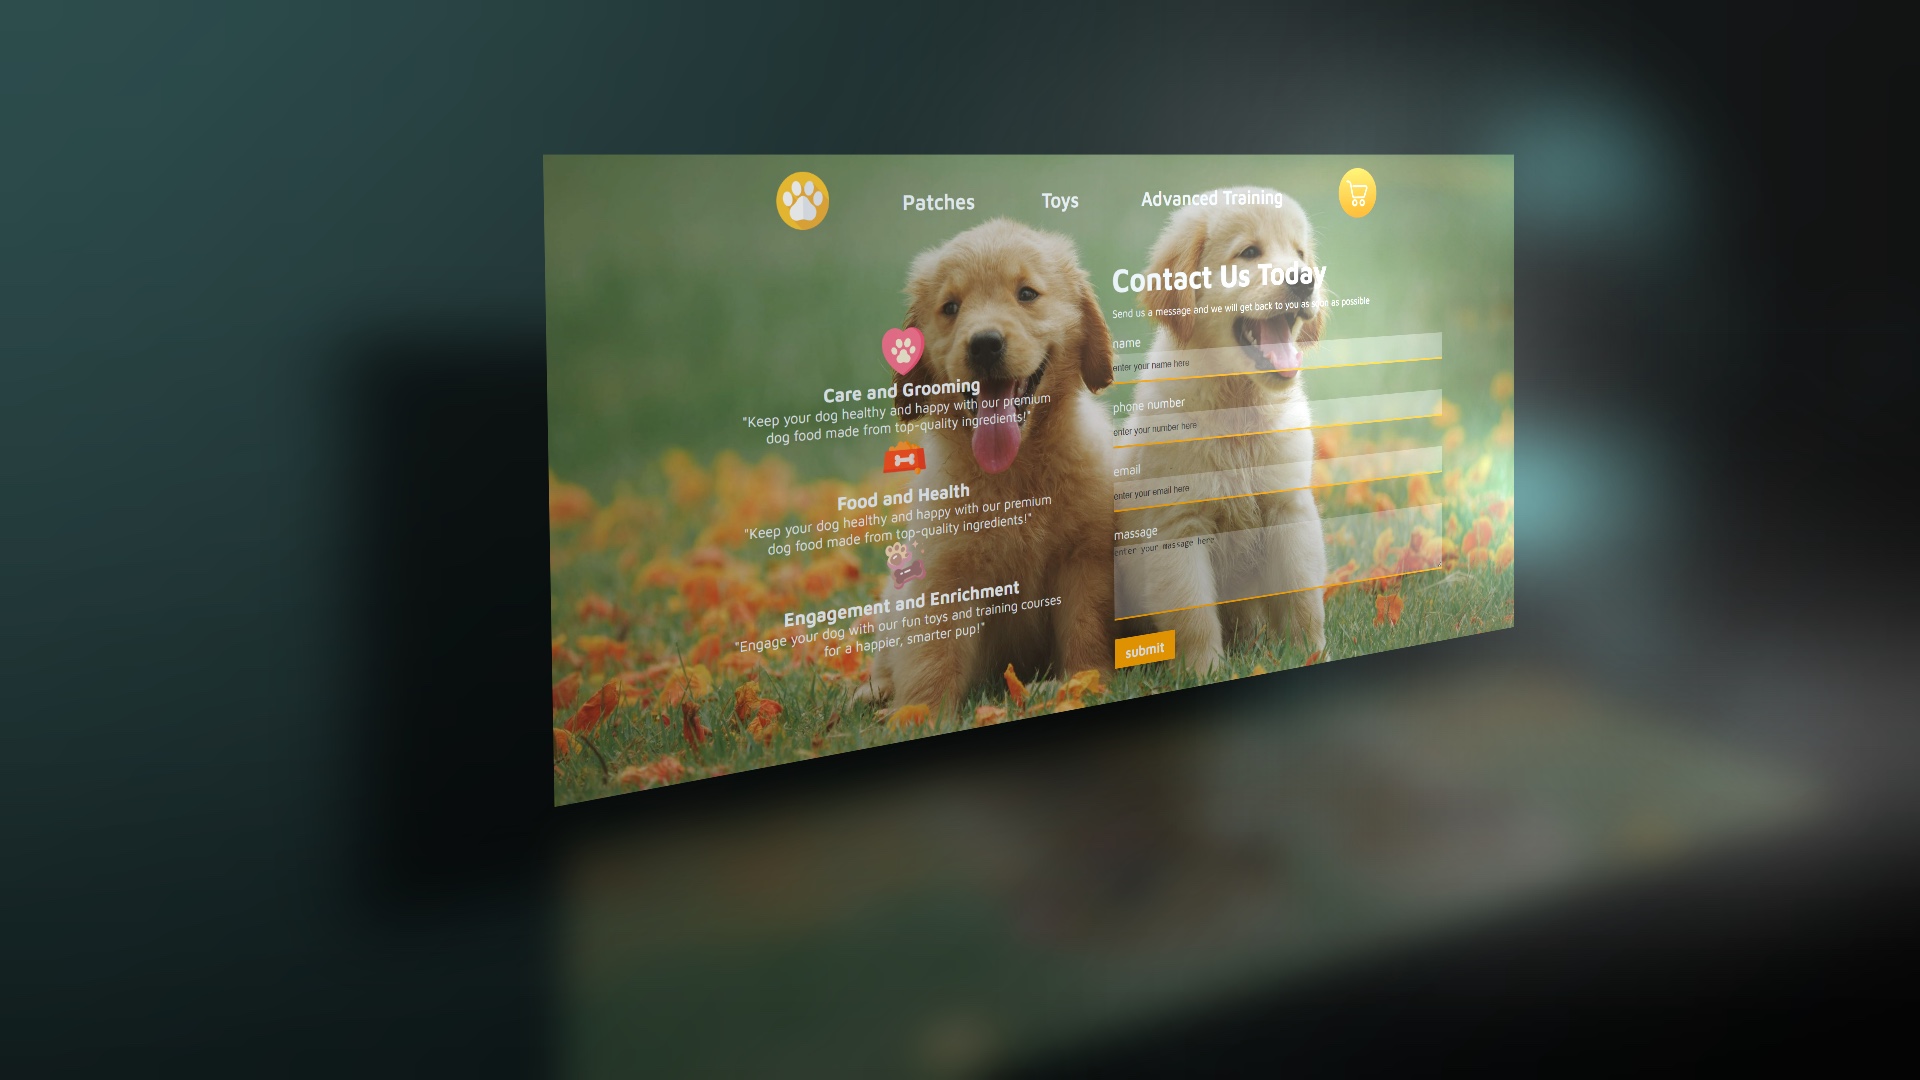 Patches
Toys
Advanced Training
Care and Grooming
"Keep your dog healthy and happy with our premium
dog food made from top-quality ingredients!"
Food and Health
"Keep your dog healthy and happy with our premium
dog food made from top-quality ingredients!"
Engagement and Enrichment
"Engage your dog with our fun toys and training courses
for a happier, smarter pup!"
Contact Us Today
Send us a message and we will get back to you as soon as possible
name
enter your name here
phone number
enter your number here
email
enter your email here
massage
enter your massage here
submit